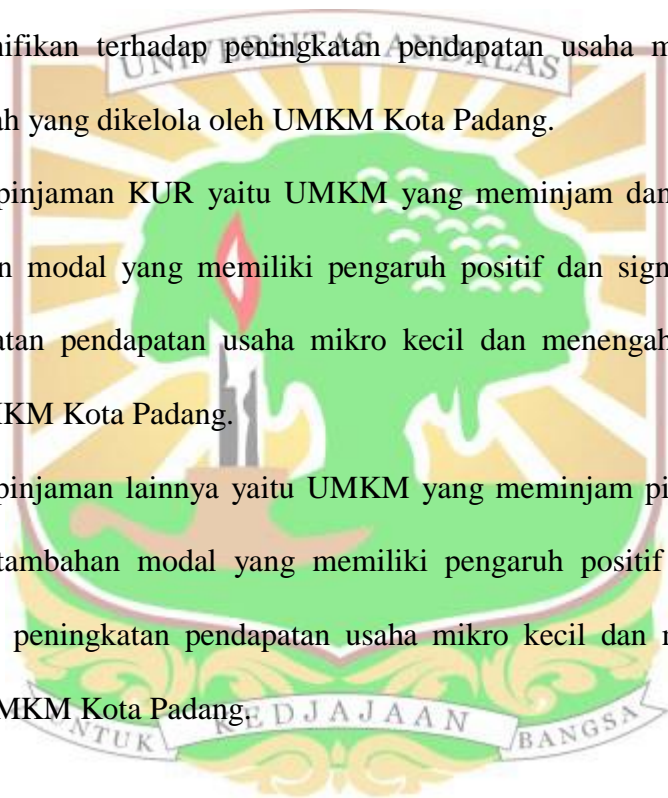 nifikan terhadap peningkatan pendapatan usaha m
UNIVERSITAS ANDALAS
ah yang dikelola oleh UMKM Kota Padang.
pinjaman KUR yaitu UMKM yang meminjam dan
n modal yang memiliki pengaruh positif dan sign
atan pendapatan usaha mikro kecil dan menengah
MKM Kota Padang.
pinjaman lainnya yaitu UMKM yang meminjam pi
tambahan modal yang memiliki pengaruh positif
peningkatan pendapatan usaha mikro kecil dan
MKM Kota Padang.
UNTUK KEDJAJAAN BANGSA